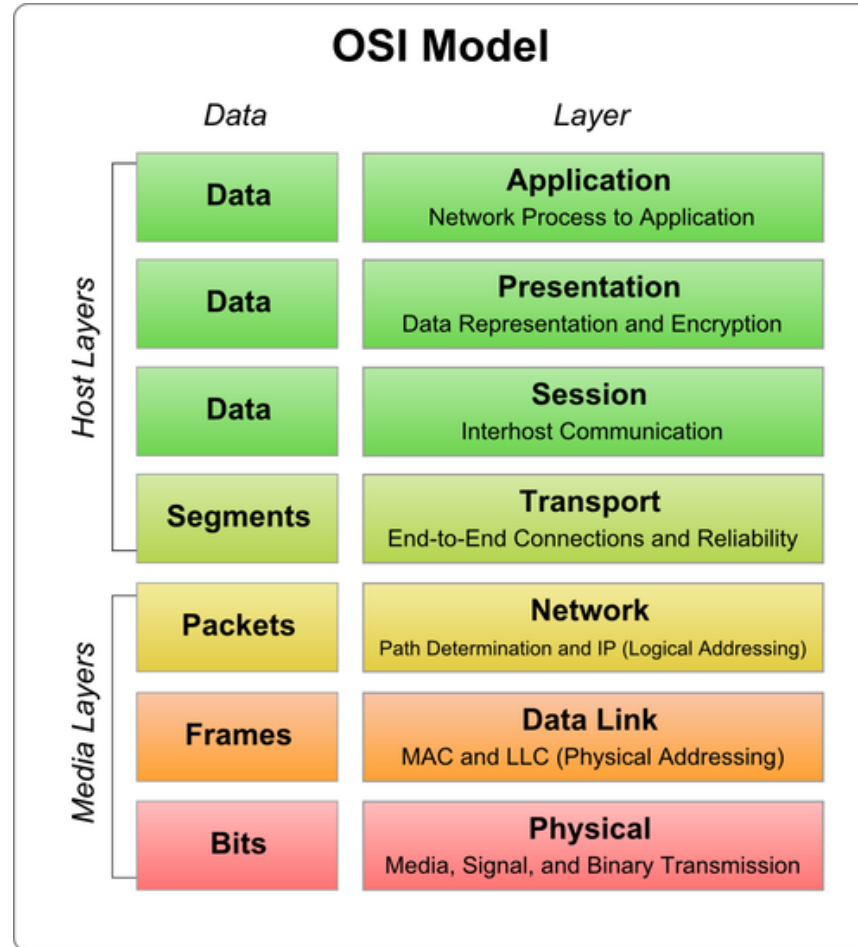 OSI Model
Data
Layer
Host Layers
Data
Application
Network Process to Application
Data
Presentation
Data Representation and Encryption
Data
Session
Interhost Communication
Segments
Transport
End-to-End Connections and Reliability
Media Layers
Packets
Network
Path Determination and IP (Logical Addressing)
Frames
Data Link
MAC and LLC (Physical Addressing)
Bits
Physical
Media, Signal, and Binary Transmission